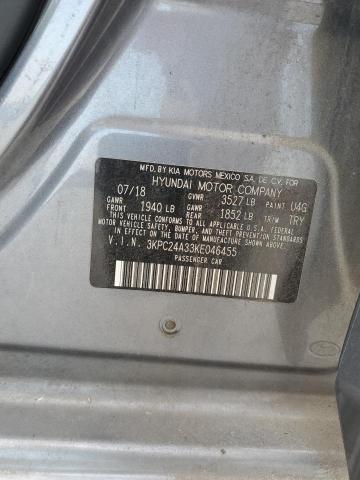 MFD. BY KIA MOTORS MEXICO S.A. DE C.V. FOR
HYUNDAI MOTOR COMPANY
07/18 GVWR 3527 LB PAINT U4G
GAWR FRONT 1940 LB GAWR REAR 1852 LB TRIM TRY
THIS VEHICLE CONFORMS TO ALL APPLICABLE U.S.A. FEDERAL
MOTOR VEHICLE SAFETY, BUMPER, AND THEFT PREVENTION
STANDARDS IN EFFECT ON THE DATE OF MANUFACTURE SHOWN ABOVE.
V.I.N. 3KPC24A33KE046455
PASSENGER CAR